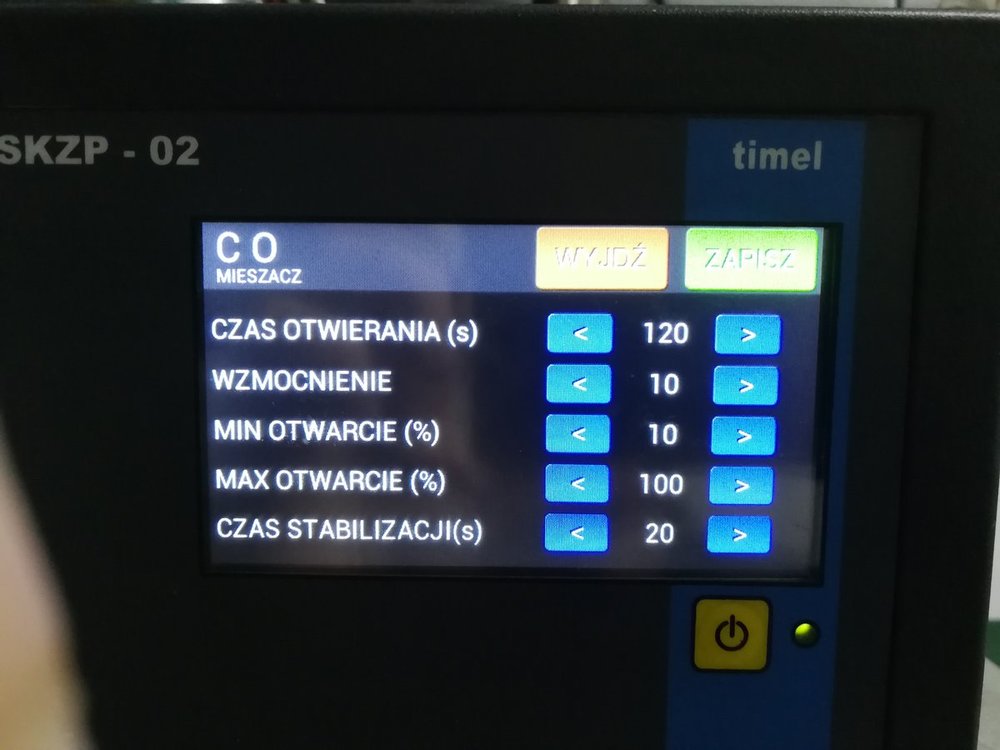 SKZP - 02
timel
C O
MIESZACZ
WYJDŹ
ZAPISZ
CZAS OTWIERANIA (s) < 120 >
WZMOCNIENIE < 10 >
MIN OTWARCIE (%) < 10 >
MAX OTWARCIE (%) < 100 >
CZAS STABILIZACJI(s) < 20 >